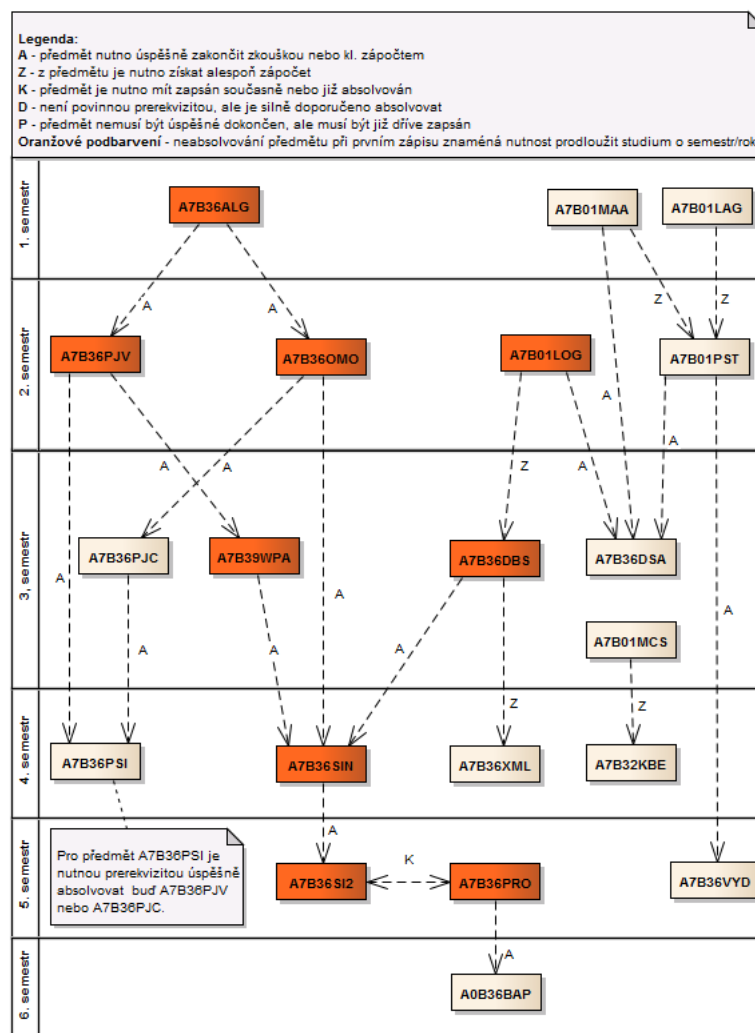 Legenda:
A - předmět nutno úspěšně zakončit zkouškou nebo kl. zápočtem
Z - z předmětu je nutno získat alespoň zápočet
K - předmět je nutno mít zapsán současně nebo již absolvován
D - není povinnou prerekvizitou, ale je silně doporučeno absolvovat
P - předmět nemusí být úspěšné dokončen, ale musí být již dříve zapsán
Oranžové podbarvení - neabsolvování předmětu při prvním zápisu znamáná nutnost prodloužit studium o semestr/rok
1. semestr
A7B36ALG
A7B01MAA
A7B01LAG
A
A
Z
Z
2. semestr
A7B36PJV
A7B36OMO
A7B01LOG
A7B01PST
A
A
A
A
Z
A
3, semestr
A7B36PJC
A7B39WPA
A7B36DBS
A7B36DSA
A
A
A
A7B01MCS
A
A
A
Z
Z
4. semestr
A7B36PSI
A7B36SIN
A7B36XML
A7B32KBE
A
5. semestr
Pro předmět A7B36PSI je
nutnou prerekvizitou úspěšně
absolvovat buď A7B36PJV
nebo A7B36PJC.
A7B36SI2
K
A7B36PRO
A7B36VYD
6. semestr
A
A0B36BAP